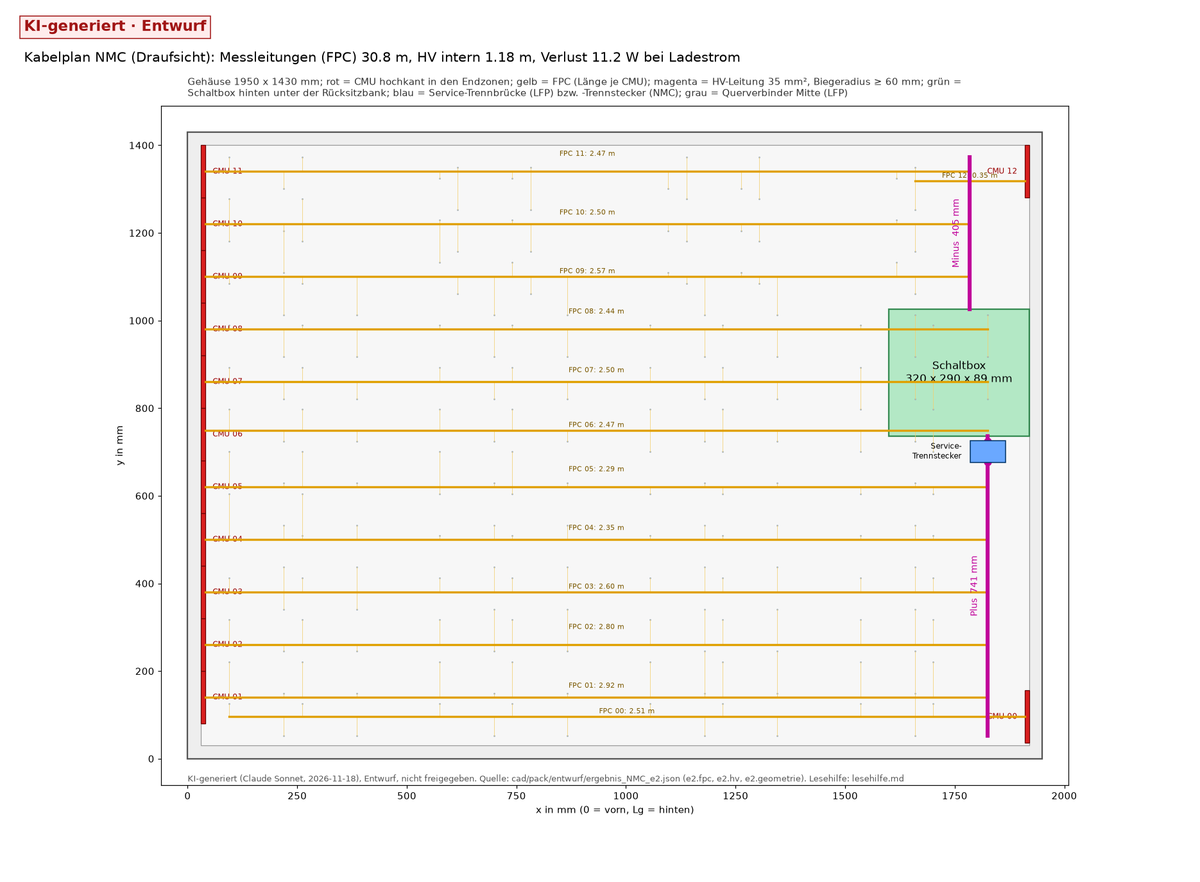 KI-generiert · Entwurf
Kabelplan NMC (Draufsicht): Messleitungen (FPC) 30.8 m, HV intern 1.18 m, Verlust 11.2 W bei Ladestrom
Gehäuse 1950 x 1430 mm; rot = CMU hochkant in den Endzonen; gelb = FPC (Länge je CMU); magenta = HV-Leitung 35 mm², Biegeradius ≥ 60 mm; grün =
Schaltbox hinten unter der Rücksitzbank; blau = Service-Trennbrücke (LFP) bzw. -Trennstecker (NMC); grau = Querverbinder Mitte (LFP)
1400
FPC 11: 2.47 m
CMU 11
CMU 12
FPC 12: 0.35 m
1200
FPC 10: 2.50 m
CMU 10
Minus 405 mm
FPC 09: 2.57 m
CMU 09
1000
FPC 08: 2.44 m
CMU 08
Schaltbox
320 x 290 x 89 mm
FPC 07: 2.50 m
CMU 07
800
FPC 06: 2.47 m
CMU 06
Service-
Trennstecker
y in mm
FPC 05: 2.29 m
CMU 05
600
FPC 04: 2.35 m
CMU 04
Plus 741 mm
400
FPC 03: 2.60 m
CMU 03
FPC 02: 2.80 m
CMU 02
200
FPC 01: 2.92 m
CMU 01
FPC 00: 2.51 m
CMU 00
0
KI-generiert (Claude Sonnet, 2026-11-18), Entwurf, nicht freigegeben. Quelle: cad/pack/entwurf/ergebnis_NMC_e2.json (e2.fpc, e2.hv, e2.geometrie). Lesehilfe: lesehilfe.md
0 250 500 750 1000 1250 1500 1750 2000
x in mm (0 = vorn, Lg = hinten)